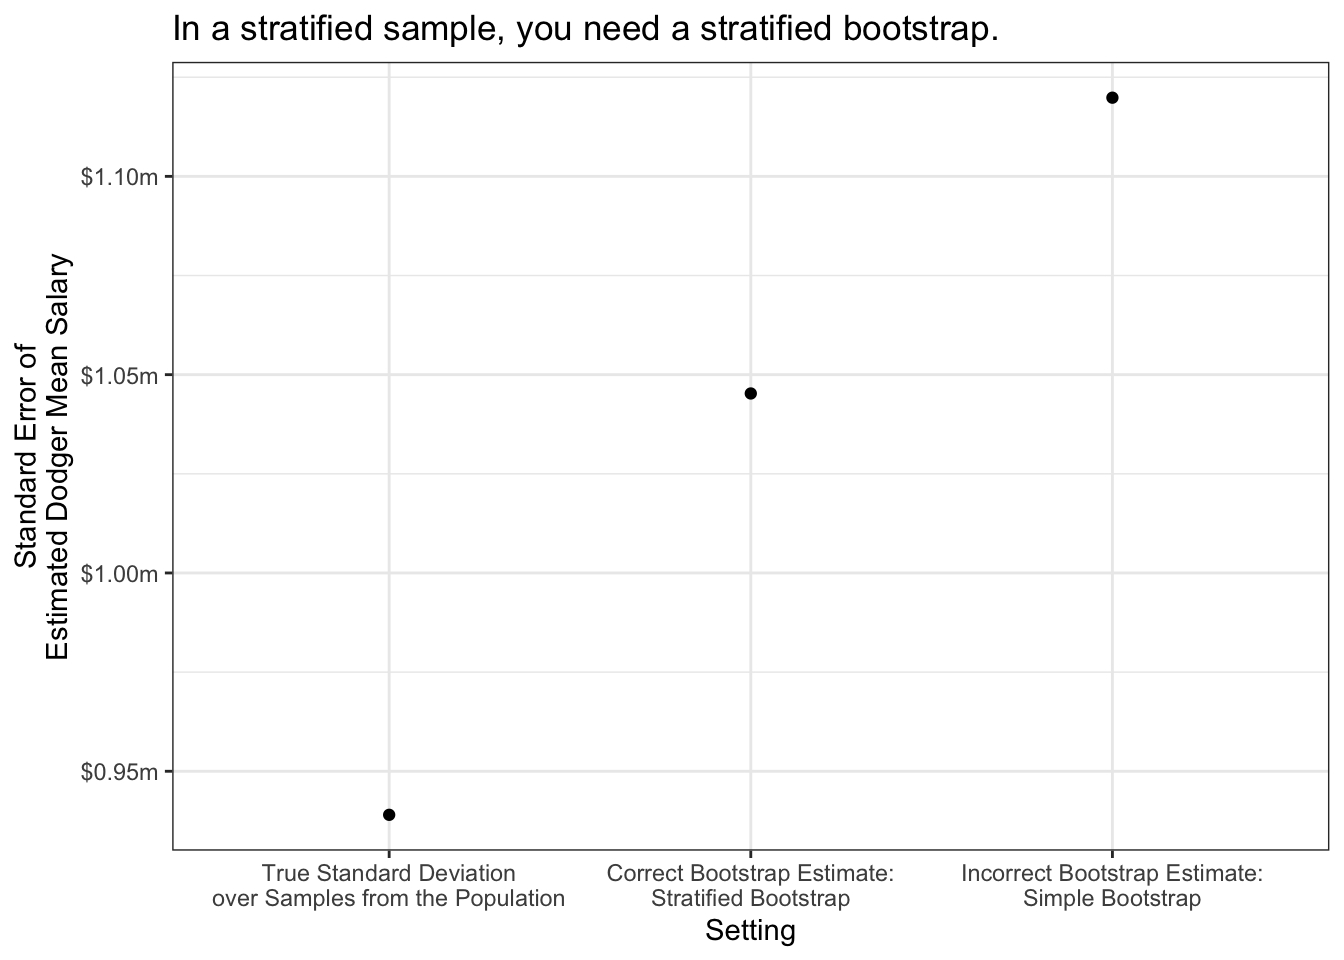 In a stratified sample, you need a stratified bootstrap.
Standard Error of
Estimated Dodger Mean Salary
$1.10m
$1.05m
$1.00m
$0.95m
True Standard Deviation
over Samples from the Population
Correct Bootstrap Estimate:
Stratified Bootstrap
Incorrect Bootstrap Estimate:
Simple Bootstrap
Setting